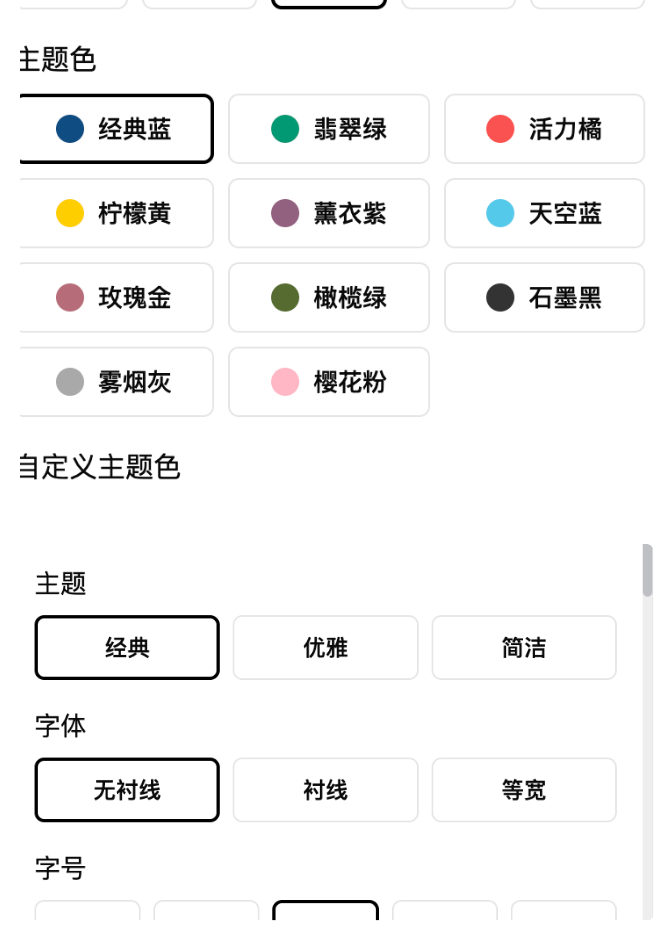 主题色
经典蓝 翡翠绿 活力橘
柠檬黄 薰衣紫 天空蓝
玫瑰金 橄榄绿 石墨黑
雾烟灰 樱花粉
自定义主题色
主题
经典 优雅 简洁
字体
无衬线 衬线 等宽
字号